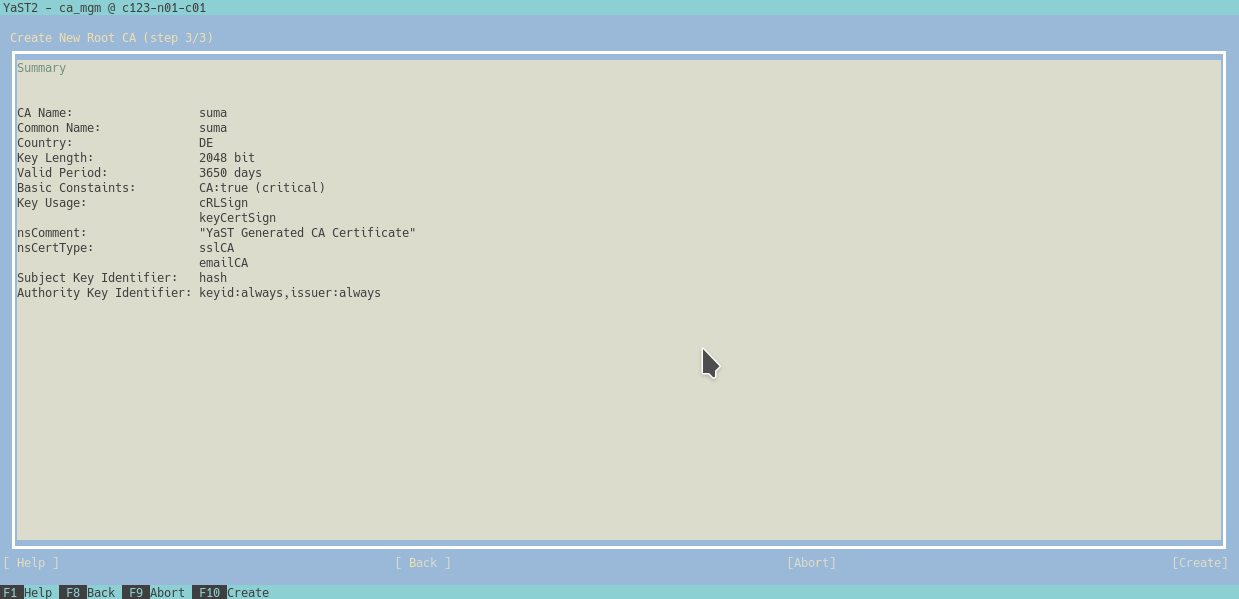 YaST2 - ca_mgm @ c123-n01-c01
Create New Root CA (step 3/3)
Summary
CA Name: suma
Common Name: suma
Country: DE
Key Length: 2048 bit
Valid Period: 3650 days
Basic Constaints: CA:true (critical)
Key Usage: cRLSign
keyCertSign
nsComment: "YaST Generated CA Certificate"
nsCertType: sslCA
emailCA
Subject Key Identifier: hash
Authority Key Identifier: keyid:always,issuer:always
[ Help ] [ Back ] [Abort] [Create]
F1 Help F8 Back F9 Abort F10 Create